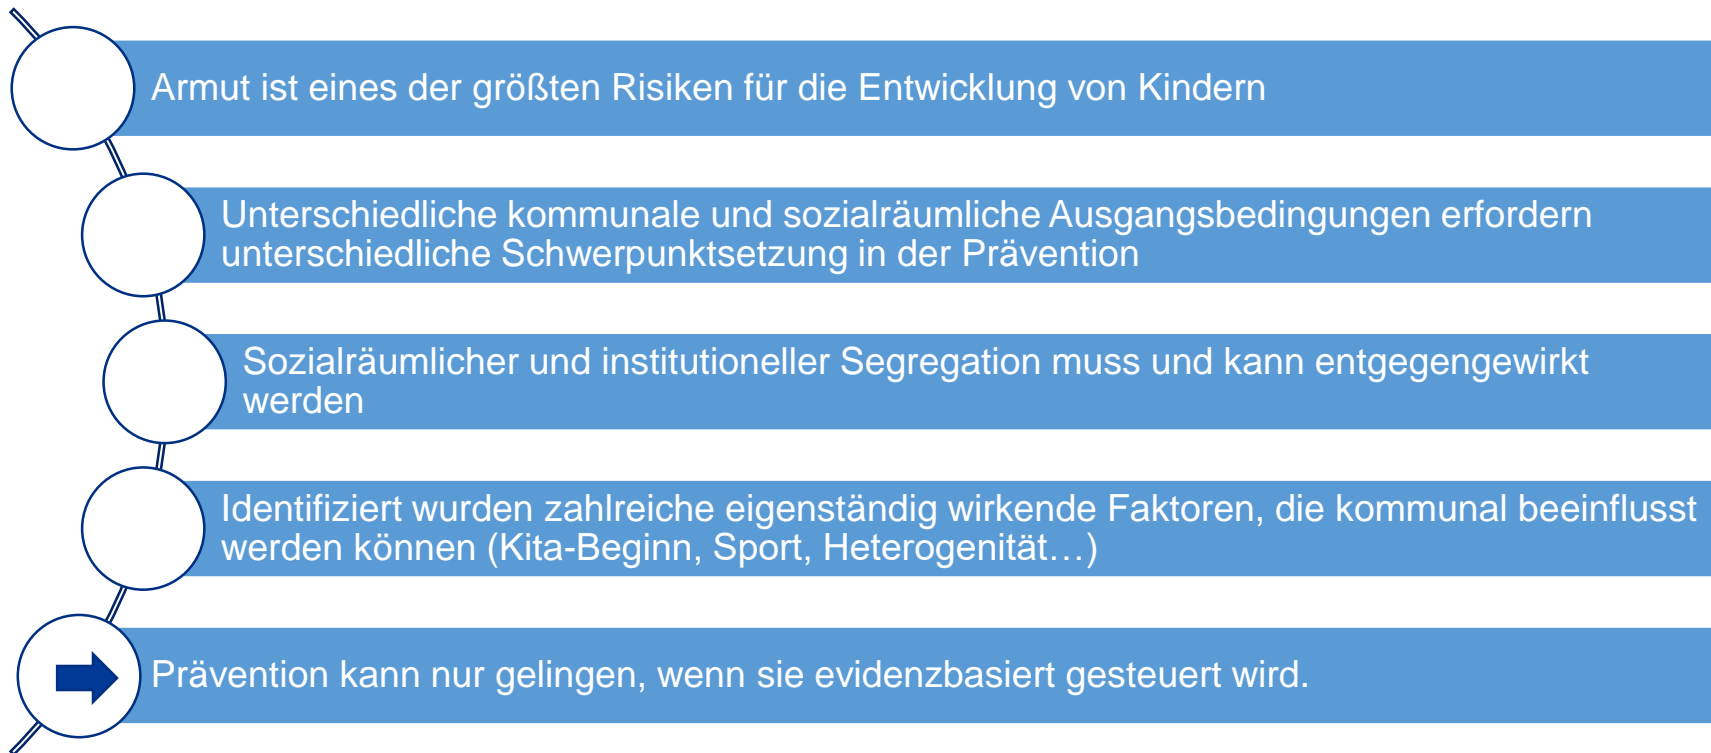 Armut ist eines der größten Risiken für die Entwicklung von Kindern
Unterschiedliche kommunale und sozialräumliche Ausgangsbedingungen erfordern
unterschiedliche Schwerpunktsetzung in der Prävention
Sozialräumlicher und institutioneller Segregation muss und kann entgegengewirkt
werden
Identifiziert wurden zahlreiche eigenständig wirkende Faktoren, die kommunal beeinflusst
werden können (Kita-Beginn, Sport, Heterogenität…)
Prävention kann nur gelingen, wenn sie evidenzbasiert gesteuert wird.